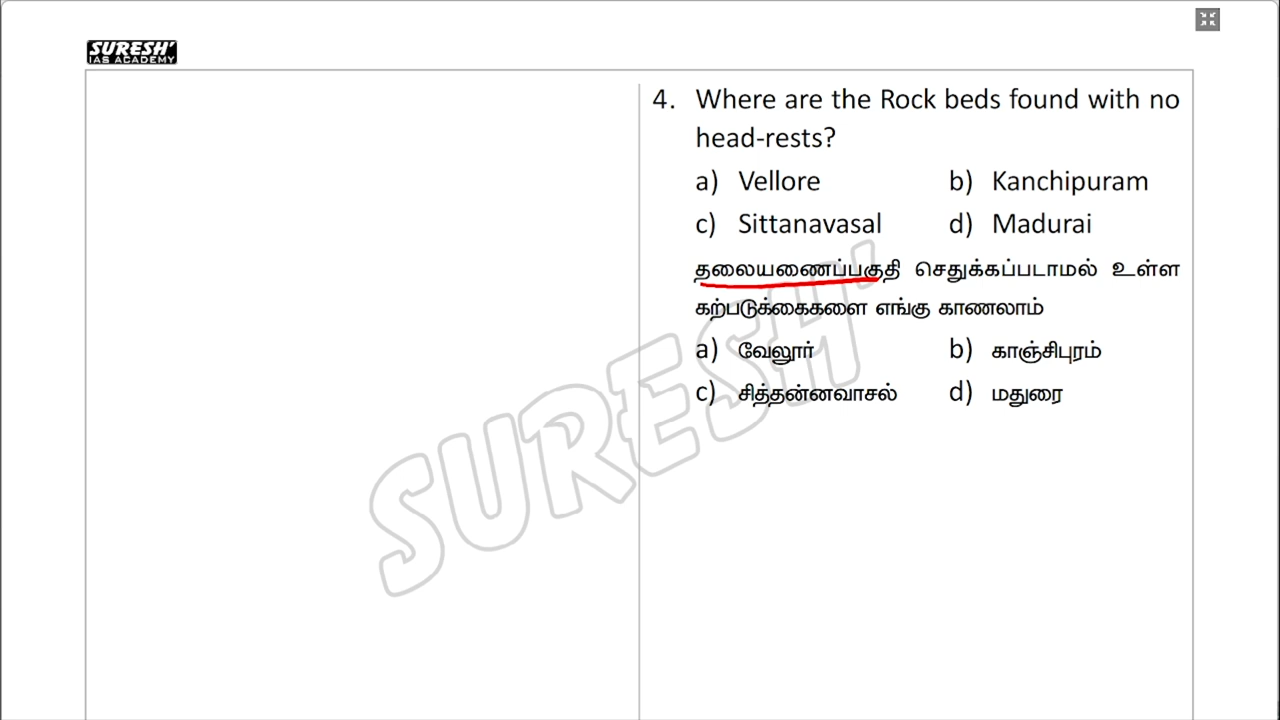 SURESH'
IAS ACADEMY
4. Where are the Rock beds found with no
head-rests?
a) Vellore b) Kanchipuram
c) Sittanavasal d) Madurai
தலையணைப்பகுதி செதுக்கப்படாமல் உள்ள
கற்படுக்கைகளை எங்கு காணலாம்
a) வேலூர் b) காஞ்சிபுரம்
c) சித்தன்னவாசல் d) மதுரை
SURESH'